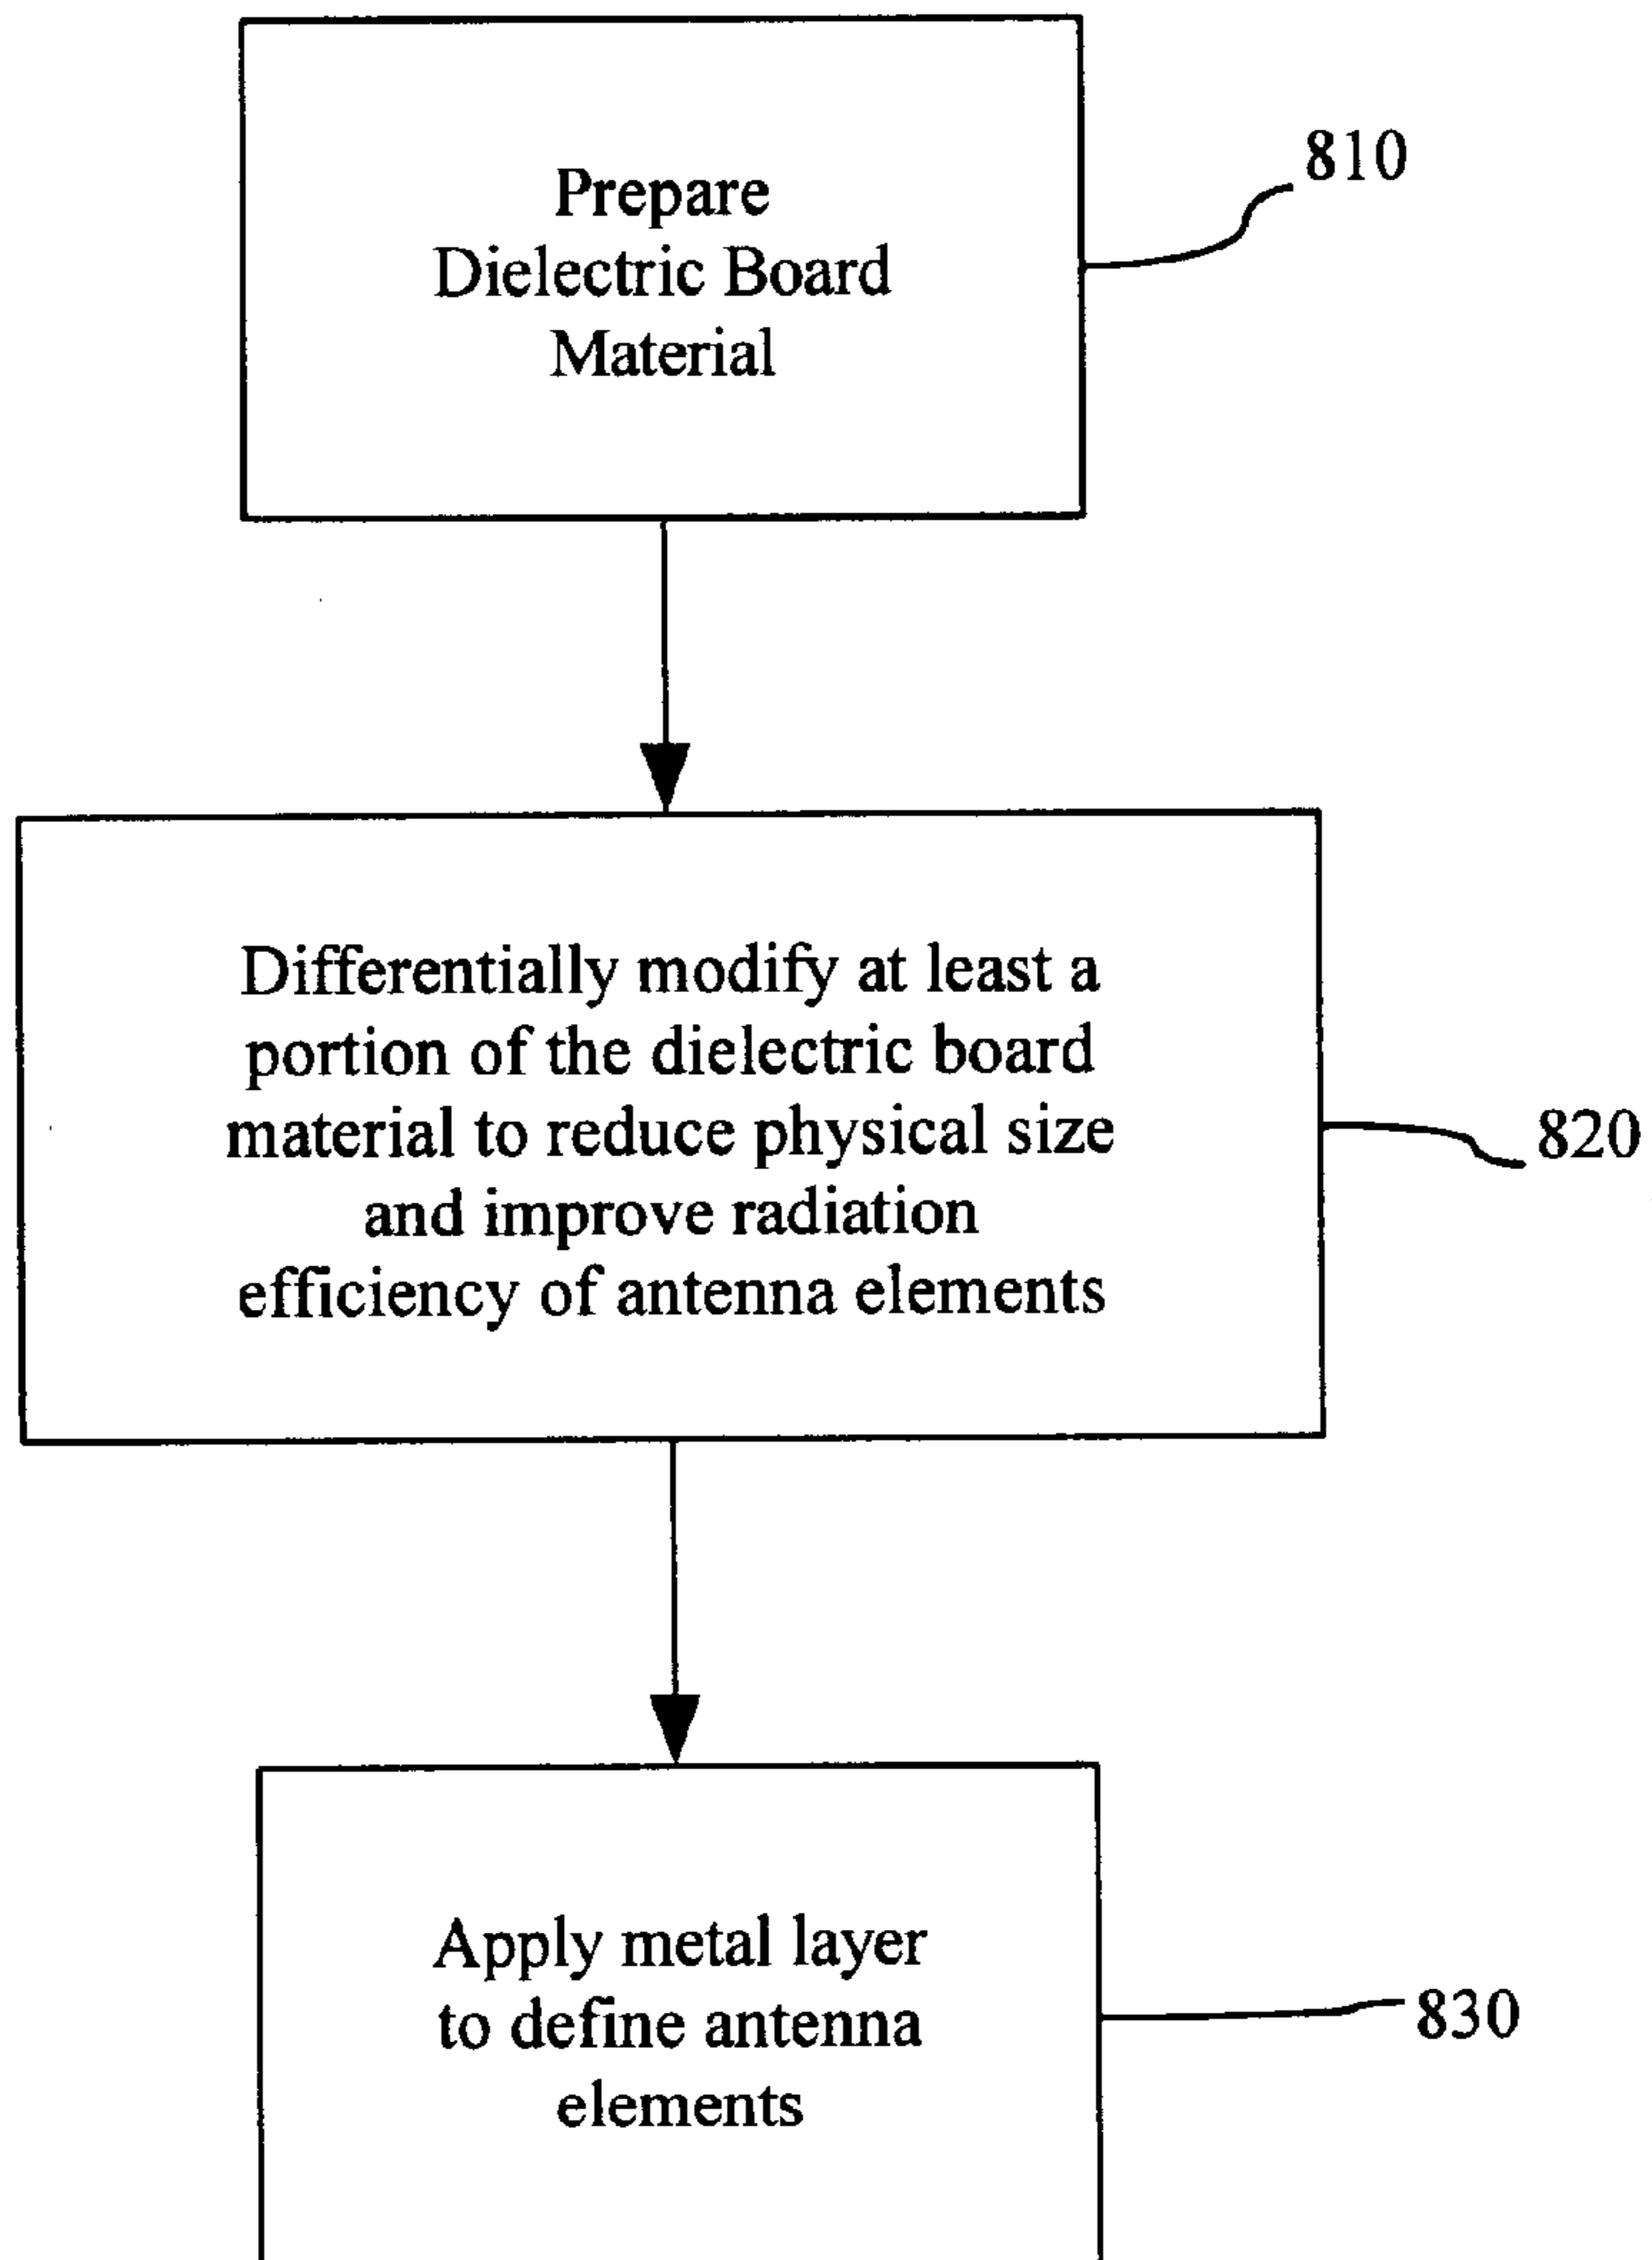 Prepare
Dielectric Board
Material
810
Differentially modify at least a
portion of the dielectric board
material to reduce physical size
and improve radiation
efficiency of antenna elements
820
Apply metal layer
to define antenna
elements
830